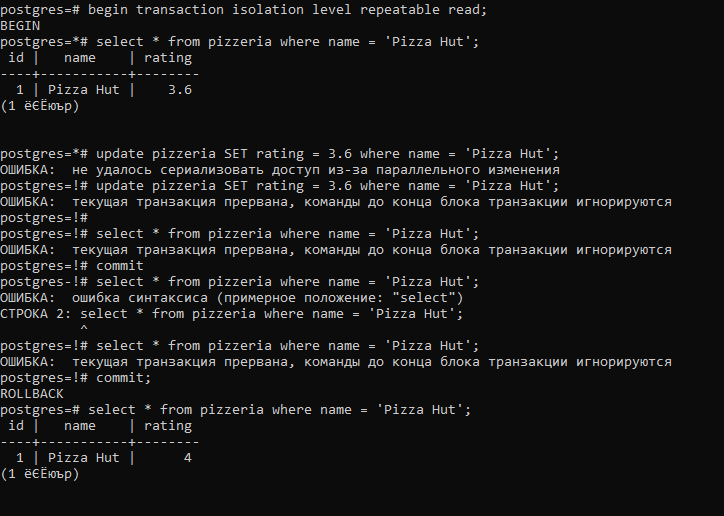 postgres=# begin transaction isolation level repeatable read;
BEGIN
postgres=*# select * from pizzeria where name = 'Pizza Hut';
 id |   name    | rating
----+-----------+--------
  1 | Pizza Hut |    3.6
(1 ёЄЁюър)
postgres=*# update pizzeria SET rating = 3.6 where name = 'Pizza Hut';
ОШИБКА:  не удалось сериализовать доступ из-за параллельного изменения
postgres=!# update pizzeria SET rating = 3.6 where name = 'Pizza Hut';
ОШИБКА:  текущая транзакция прервана, команды до конца блока транзакции игнорируются
postgres=!#
postgres=!# select * from pizzeria where name = 'Pizza Hut';
ОШИБКА:  текущая транзакция прервана, команды до конца блока транзакции игнорируются
postgres=!# commit
postgres-!# select * from pizzeria where name = 'Pizza Hut';
ОШИБКА:  ошибка синтаксиса (примерное положение: "select")
СТРОКА 2: select * from pizzeria where name = 'Pizza Hut';
          ^
postgres=!# select * from pizzeria where name = 'Pizza Hut';
ОШИБКА:  текущая транзакция прервана, команды до конца блока транзакции игнорируются
postgres=!# commit;
ROLLBACK
postgres=# select * from pizzeria where name = 'Pizza Hut';
 id |   name    | rating
----+-----------+--------
  1 | Pizza Hut |      4
(1 ёЄЁюър)